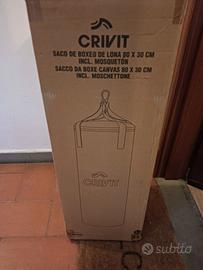 CRIVIT
SACO DE BOXEO DE LONA 80 X 30 CM
INCL. MOSQUETÓN
SACCO DA BOXE CANVAS 80 X 30 CM
INCL. MOSCHETTONE
CRIVIT
subito